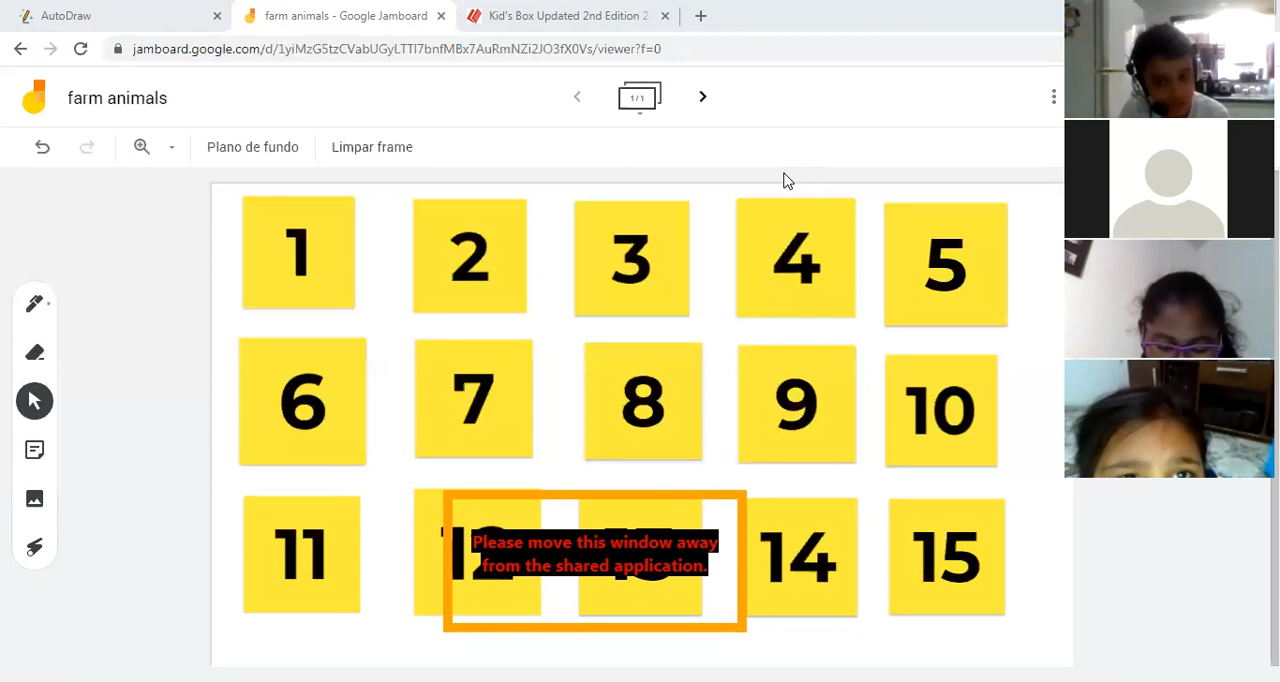 AutoDraw
farm animals - Google Jamboard
Kid's Box Updated 2nd Edition 2
jamboard.google.com/d/1yiMzG5tzCVabUGyLTTl7bnfMBx7AuRmNZi2JO3fX0Vs/viewer?f=0
farm animals
1/1
Plano de fundo
Limpar frame
1 2 3 4 5
6 7 8 9 10
11 12 13 14 15
Please move this window away
from the shared application.